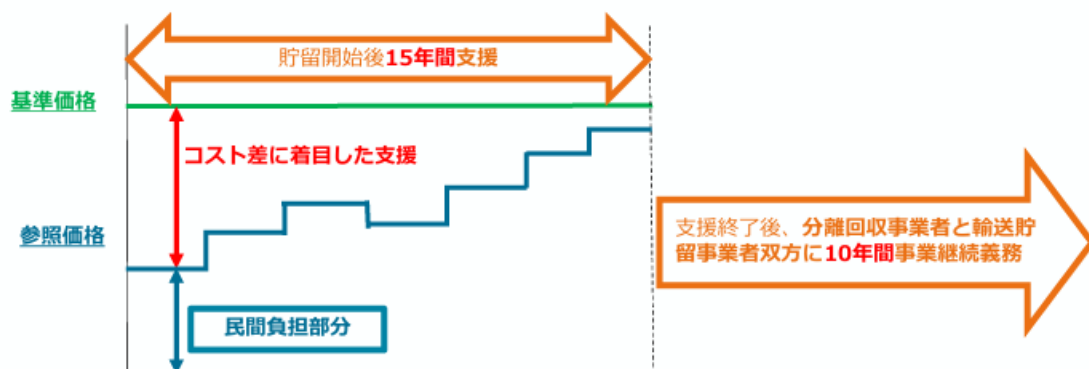 貯留開始後15年間支援
基準価格
コスト差に着目した支援
参照価格
支援終了後、分離回収事業者と輸送貯
留事業者双方に10年間事業継続義務
民間負担部分